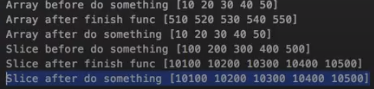 Array before do something [10 20 30 40 50]
Array after finish func [510 520 530 540 550]
Array after do something [10 20 30 40 50]
Slice before do something [100 200 300 400 500]
Slice after finish func [10100 10200 10300 10400 10500]
Slice after do something [10100 10200 10300 10400 10500]